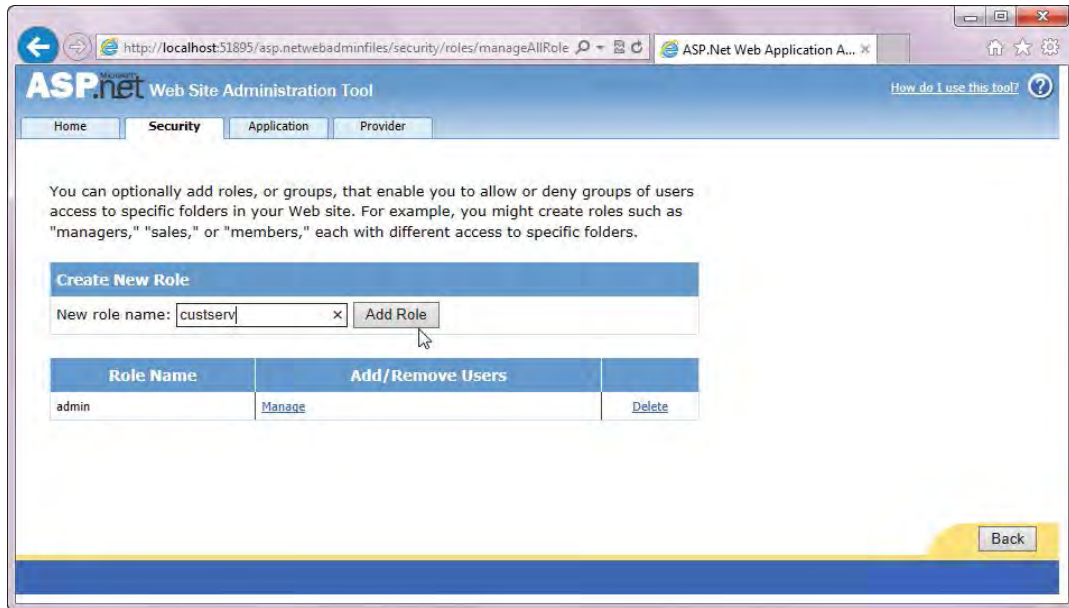 http://localhost:51895/asp.netwebadminfiles/security/roles/manageAllRole
ASP.Net Web Application A...
Microsoft
ASP.net Web Site Administration Tool
How do I use this tool? ?
Home Security Application Provider
You can optionally add roles, or groups, that enable you to allow or deny groups of users
access to specific folders in your Web site. For example, you might create roles such as
"managers," "sales," or "members," each with different access to specific folders.
Create New Role
New role name: custserv × Add Role
Role Name Add/Remove Users
admin Manage Delete
Back